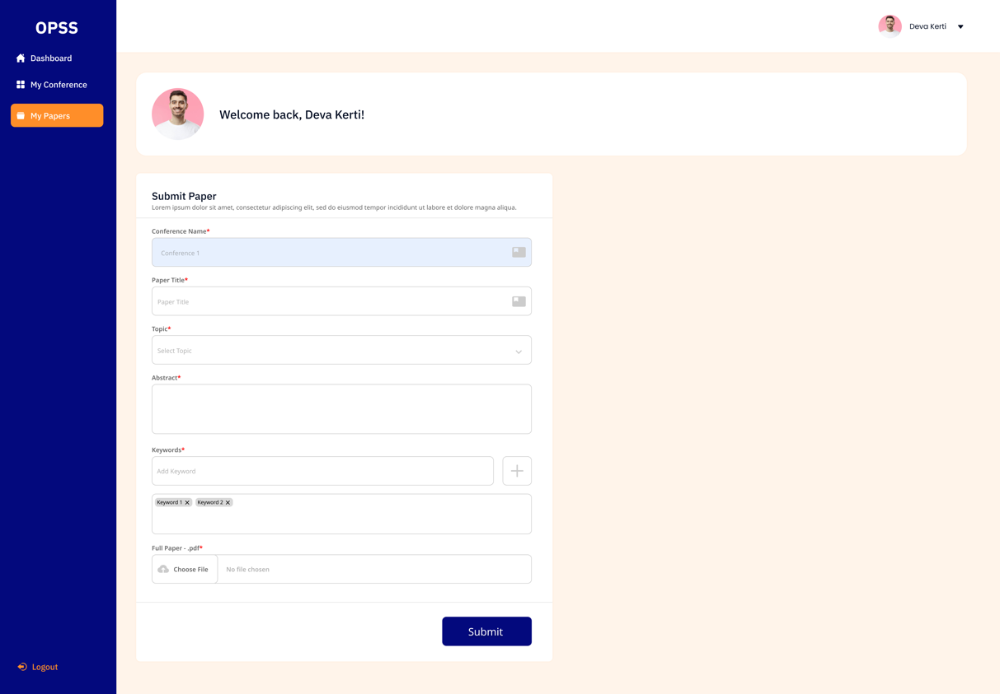 OPSS
Dashboard
My Conference
My Papers
Logout
Deva Kerti
Welcome back, Deva Kerti!
Submit Paper
Lorem ipsum dolor sit amet, consectetur adipiscing elit, sed do eiusmod tempor incididunt ut labore et dolore magna aliqua.
Conference Name*
Conference 1
Paper Title*
Paper Title
Topic*
Select Topic
Abstract*
Keywords*
Add Keyword
Keyword 1 Keyword 2
Full Paper - .pdf*
Choose File No file chosen
Submit